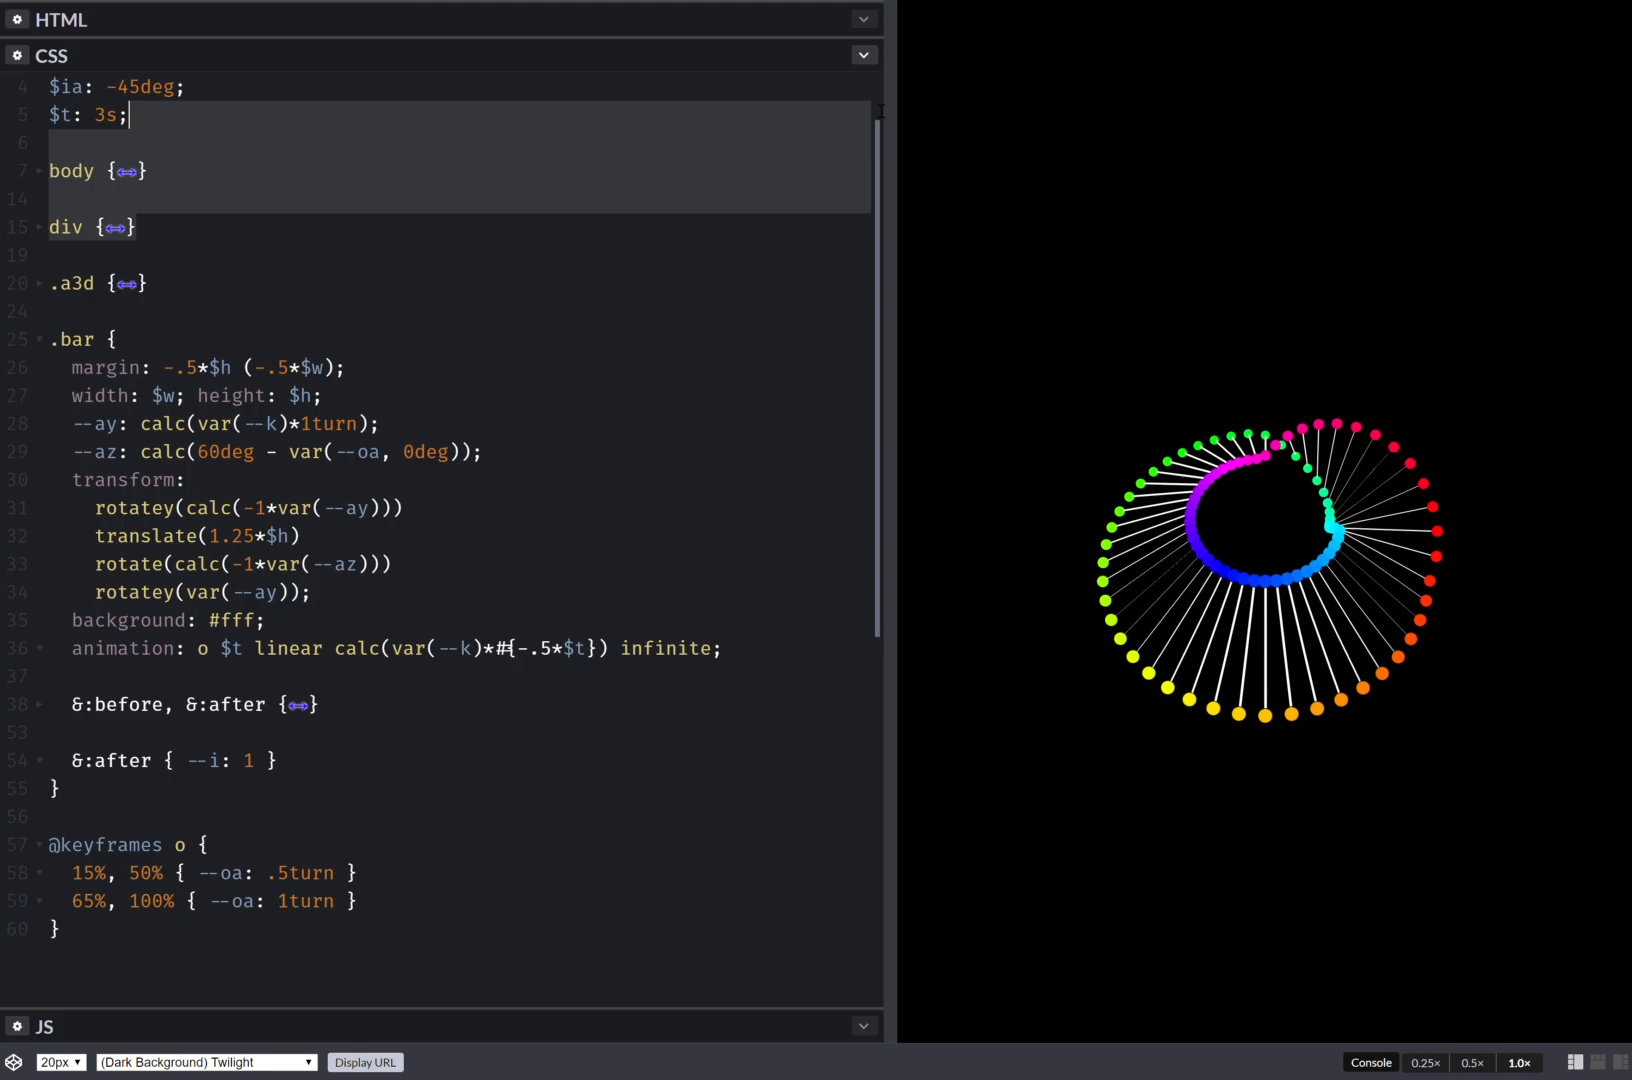 HTML
CSS
4 $ia: -45deg;
5 $t: 3s;
6
7 body {↔}
14
15 div {↔}
19
20 .a3d {↔}
24
25 .bar {
26 margin: -.5*$h (-.5*$w);
27 width: $w; height: $h;
28 --ay: calc(var(--k)*1turn);
29 --az: calc(60deg - var(--oa, 0deg));
30 transform:
31 rotatey(calc(-1*var(--ay)))
32 translate(1.25*$h)
33 rotate(calc(-1*var(--az)))
34 rotatey(var(--ay));
35 background: #fff;
36 animation: o $t linear calc(var(--k)*#{-.5*$t}) infinite;
37
38 &:before, &:after {↔}
53
54 &:after { --i: 1 }
55 }
56
57 @keyframes o {
58 15%, 50% { --oa: .5turn }
59 65%, 100% { --oa: 1turn }
60 }
JS
20px (Dark Background) Twilight Display URL Console 0.25× 0.5× 1.0×